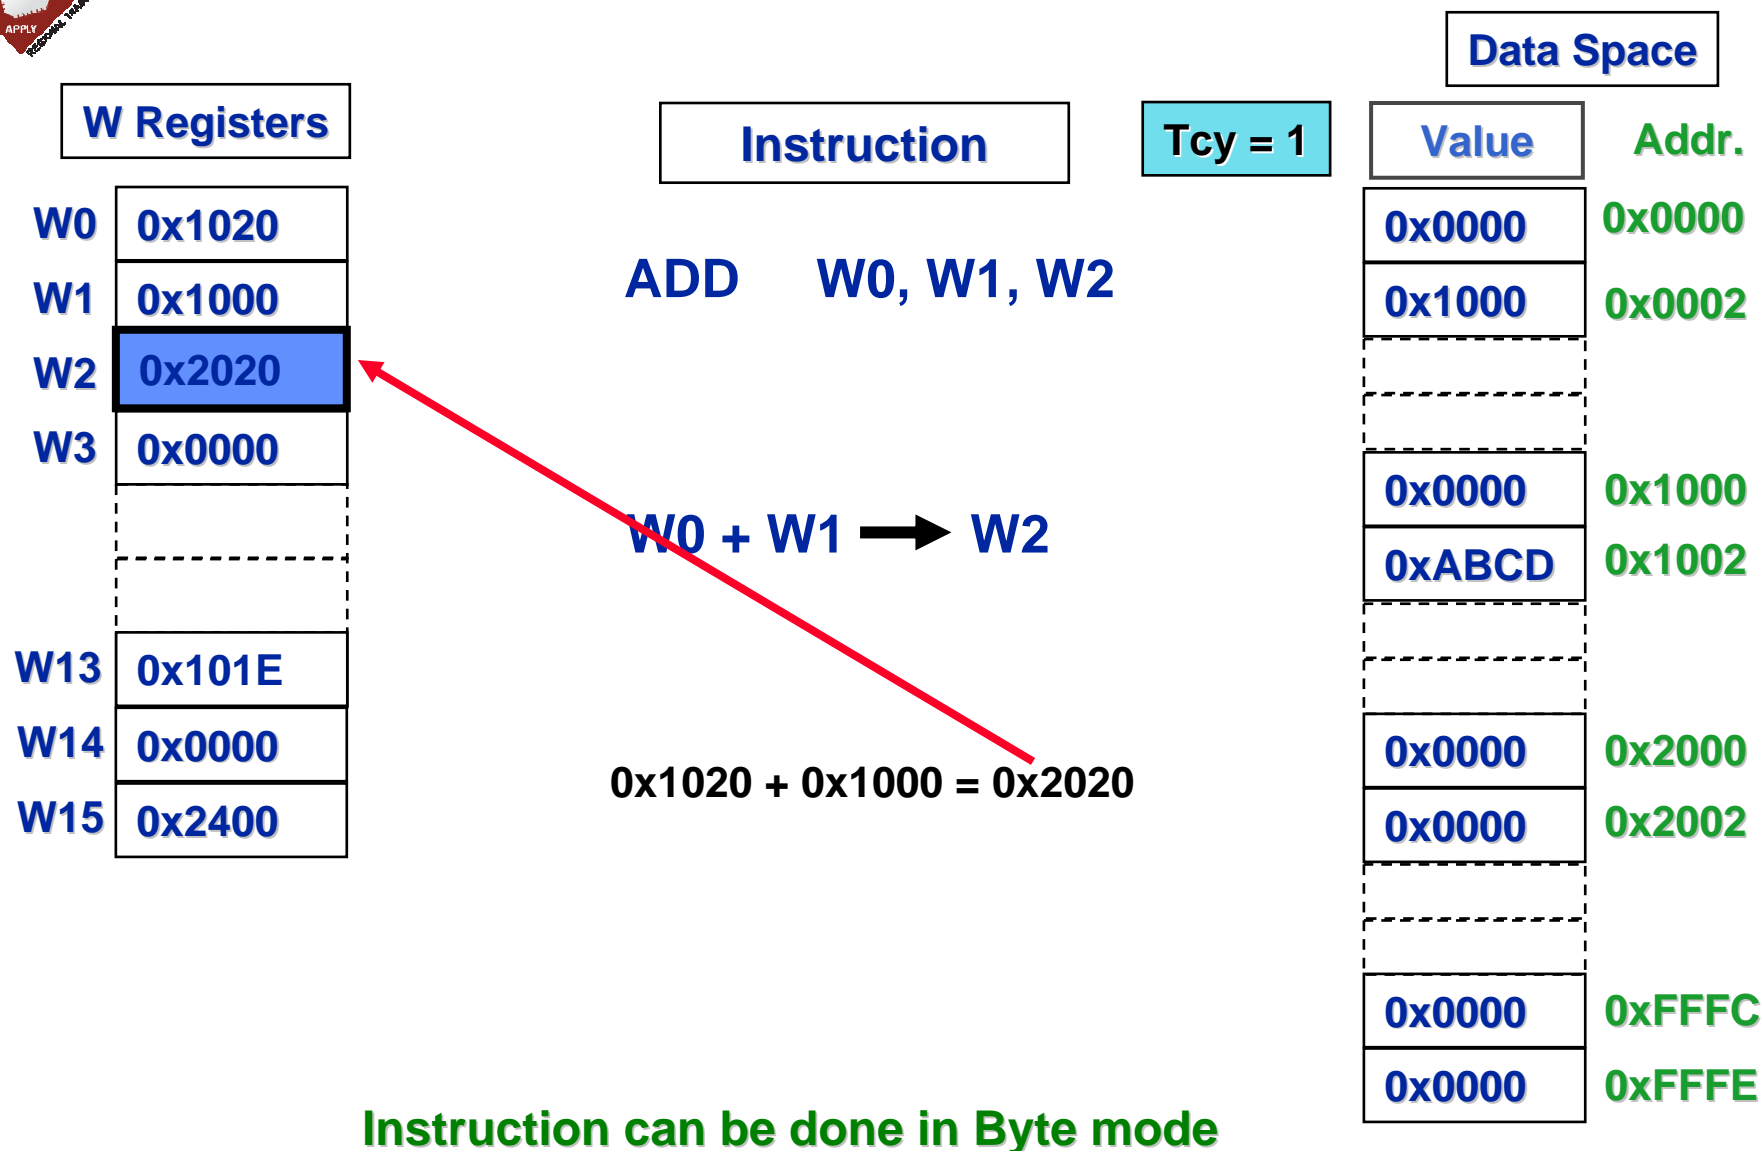 APPLY
REGIONAL TRAI
Data Space
W Registers
Instruction
Tcy = 1
Value
Addr.
W0 0x1020
W1 0x1000
W2 0x2020
W3 0x0000
W13 0x101E
W14 0x0000
W15 0x2400
ADD W0, W1, W2
W0 + W1 W2
0x1020 + 0x1000 = 0x2020
0x0000 0x0000
0x1000 0x0002
0x0000 0x1000
0xABCD 0x1002
0x0000 0x2000
0x0000 0x2002
0x0000 0xFFFC
0x0000 0xFFFE
Instruction can be done in Byte mode